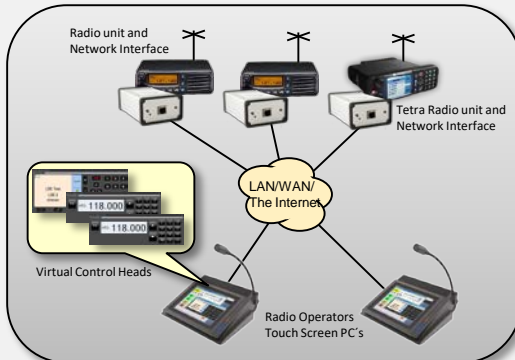 Radio unit and
Network Interface
Tetra Radio unit and
Network Interface
LAN/WAN/
The Internet
118.000
118.000
Virtual Control Heads
Radio Operators
Touch Screen PC´s